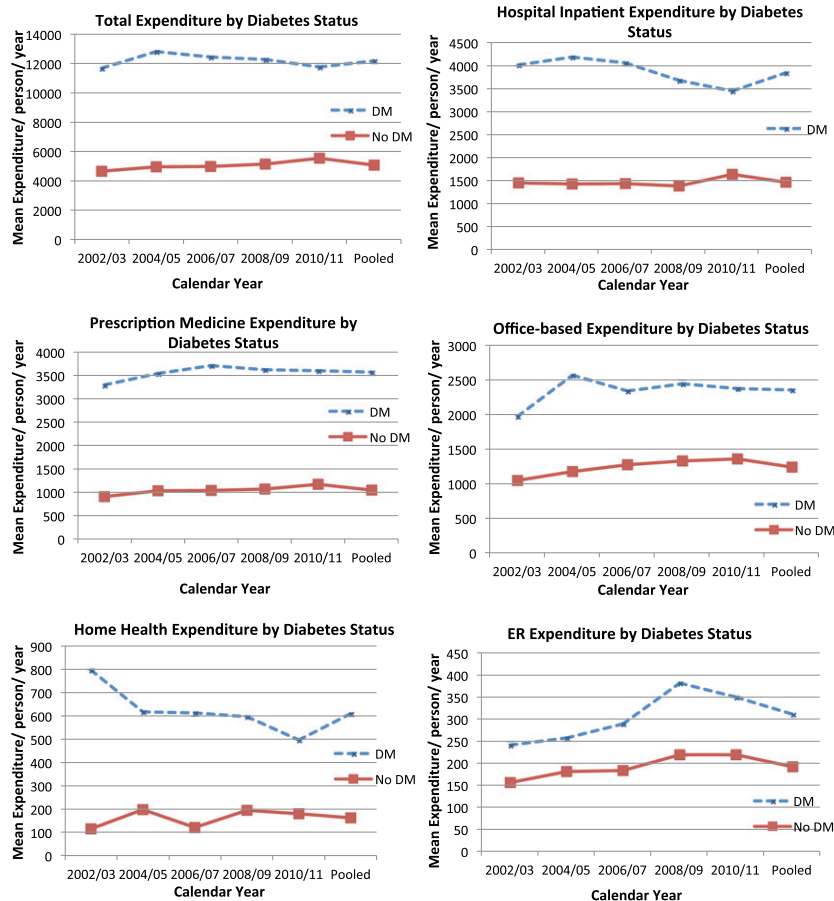 Total Expenditure by Diabetes Status
Mean Expenditure/ person/ year
14000
12000
10000
8000
6000
4000
2000
0
DM
No DM
2002/03 2004/05 2006/07 2008/09 2010/11 Pooled
Calendar Year
Hospital Inpatient Expenditure by Diabetes
Status
Mean Expenditure/ person/ year
4500
4000
3500
3000
2500
2000
1500
1000
500
0
DM
2002/03 2004/05 2006/07 2008/09 2010/11 Pooled
Calendar Year
Prescription Medicine Expenditure by
Diabetes Status
Mean Expenditure/ person/ year
4000
3500
3000
2500
2000
1500
1000
500
0
DM
No DM
2002/03 2004/05 2006/07 2008/09 2010/11 Pooled
Calendar Year
Office-based Expenditure by Diabetes Status
Mean Expenditure/ person/ year
3000
2500
2000
1500
1000
500
0
DM
No DM
2002/03 2004/05 2006/07 2008/09 2010/11 Pooled
Calendar Year
Home Health Expenditure by Diabetes Status
Mean Expenditure/ person/ year
900
800
700
600
500
400
300
200
100
0
DM
No DM
2002/03 2004/05 2006/07 2008/09 2010/11 Pooled
Calendar Year
ER Expenditure by Diabetes Status
Mean Expenditure/ person/ year
450
400
350
300
250
200
150
100
50
0
DM
No DM
2002/03 2004/05 2006/07 2008/09 2010/11 Pooled
Calendar Year